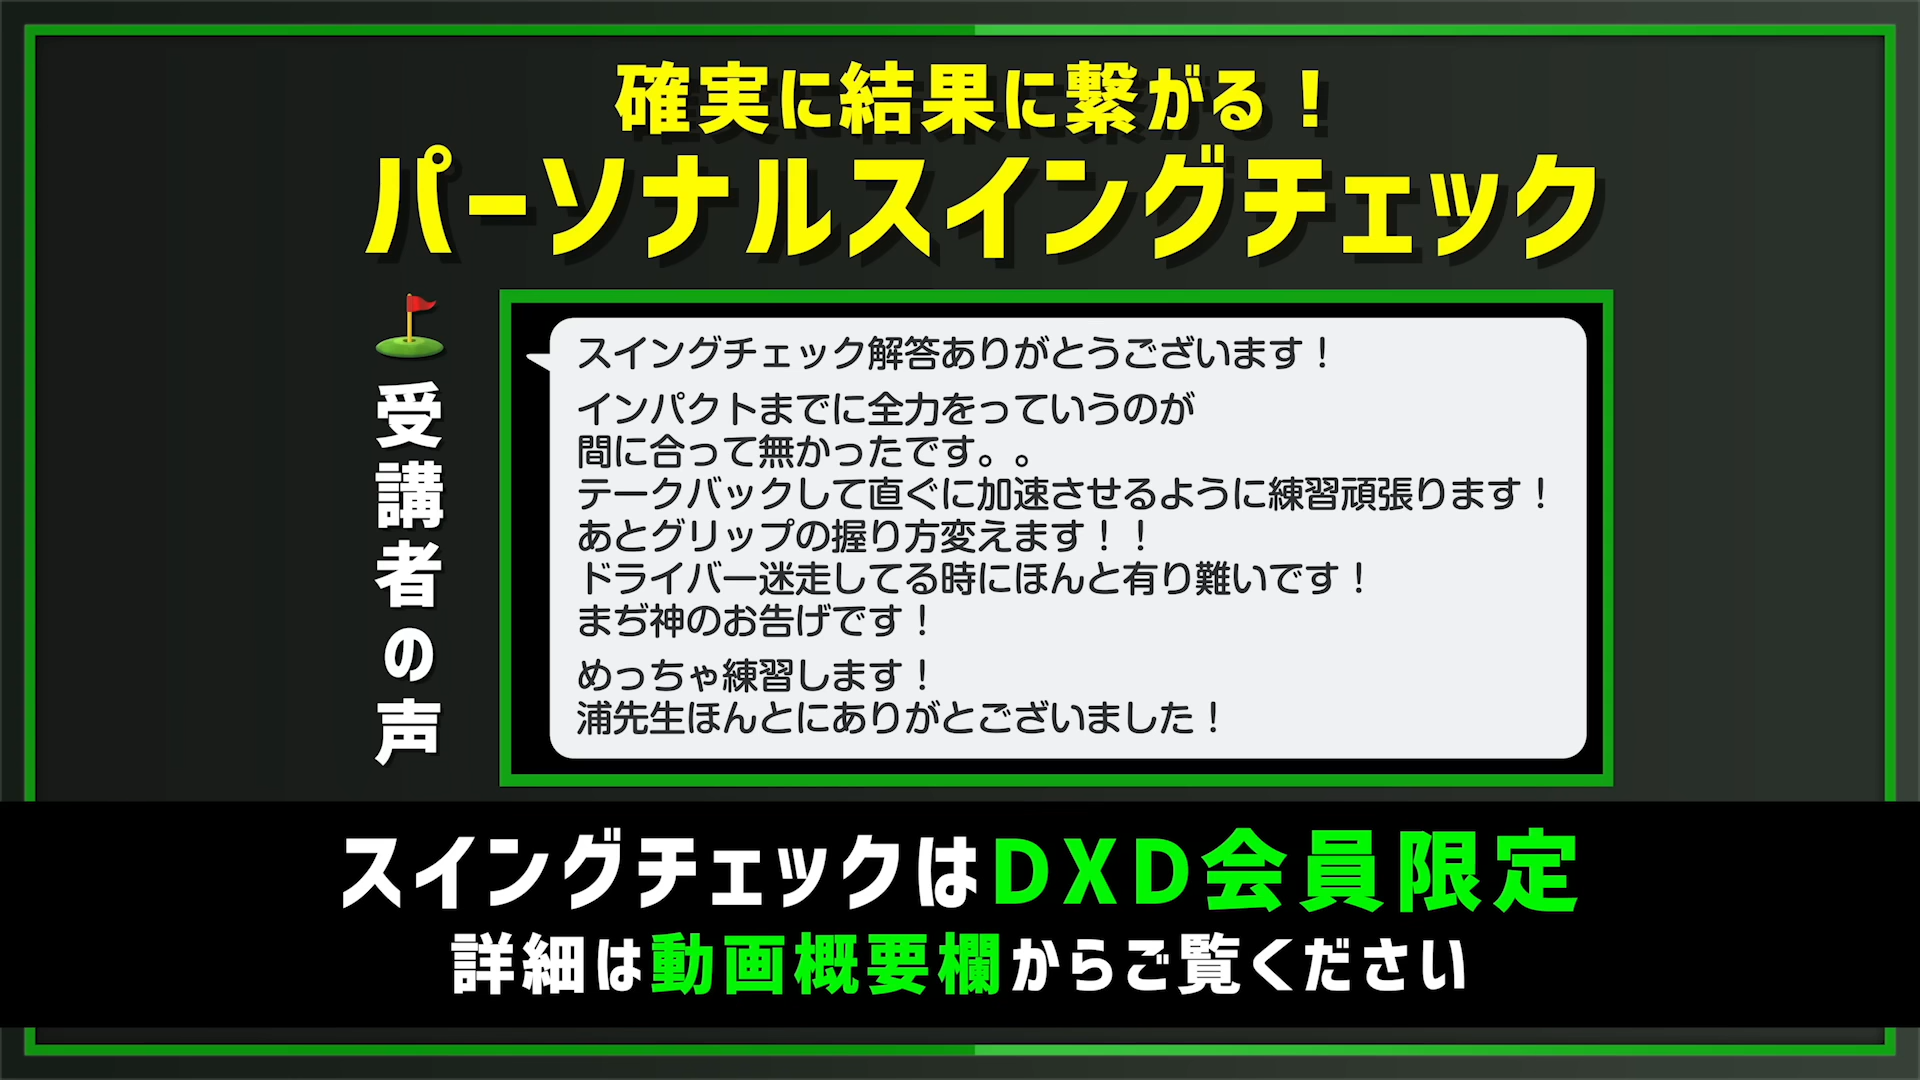 確実に結果に繋がる！
パーソナルスイングチェック
受講者の声
スイングチェック解答ありがとうございます！
インパクトまでに全力をっていうのが
間に合って無かったです。。
テークバックして直ぐに加速させるように練習頑張ります！
あとグリップの握り方変えます！！
ドライバー迷走してる時にほんと有り難いです！
まぢ神のお告げです！
めっちゃ練習します！
浦先生ほんとにありがとございました！
スイングチェックはDXD会員限定
詳細は動画概要欄からご覧ください